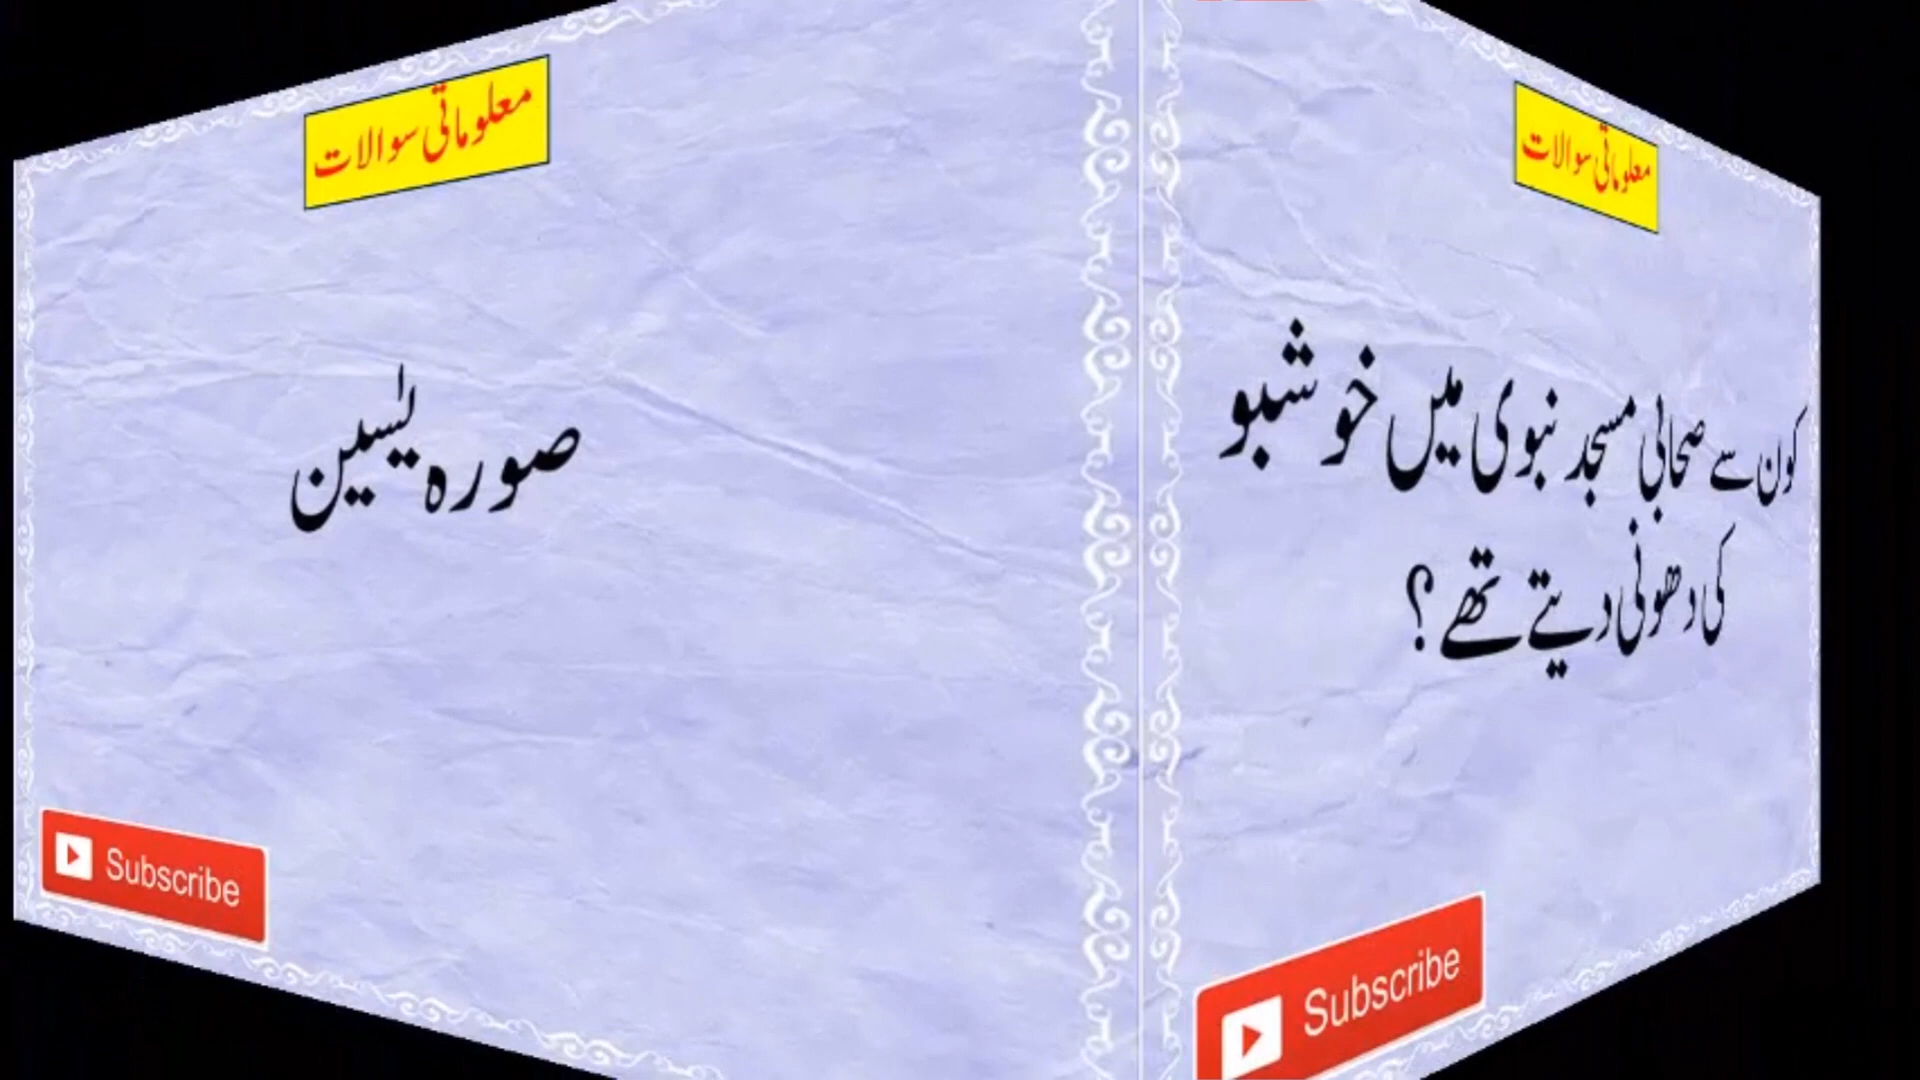 معلوماتی سوالات
صورہ یٰسین
Subscribe
معلوماتی سوالات
کون سے صحابی مسجد نبوی میں خوشبو
کی دھونی دیتے تھے ؟
Subscribe